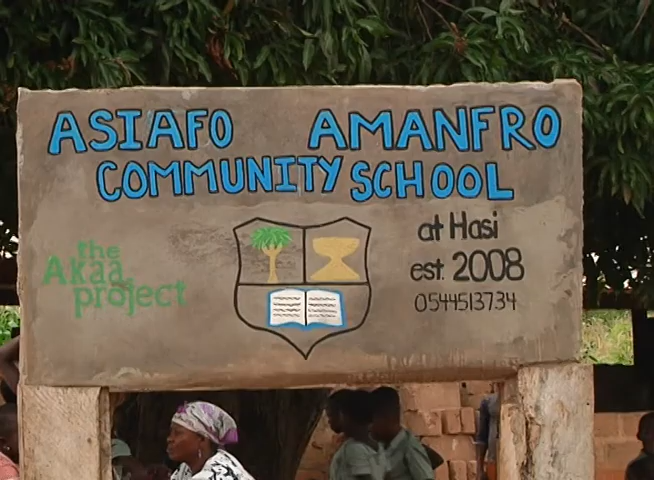 ASIAFO AMANFRO
COMMUNITY SCHOOL
the
Akaa
project
at Hasi
est. 2008
0544513734